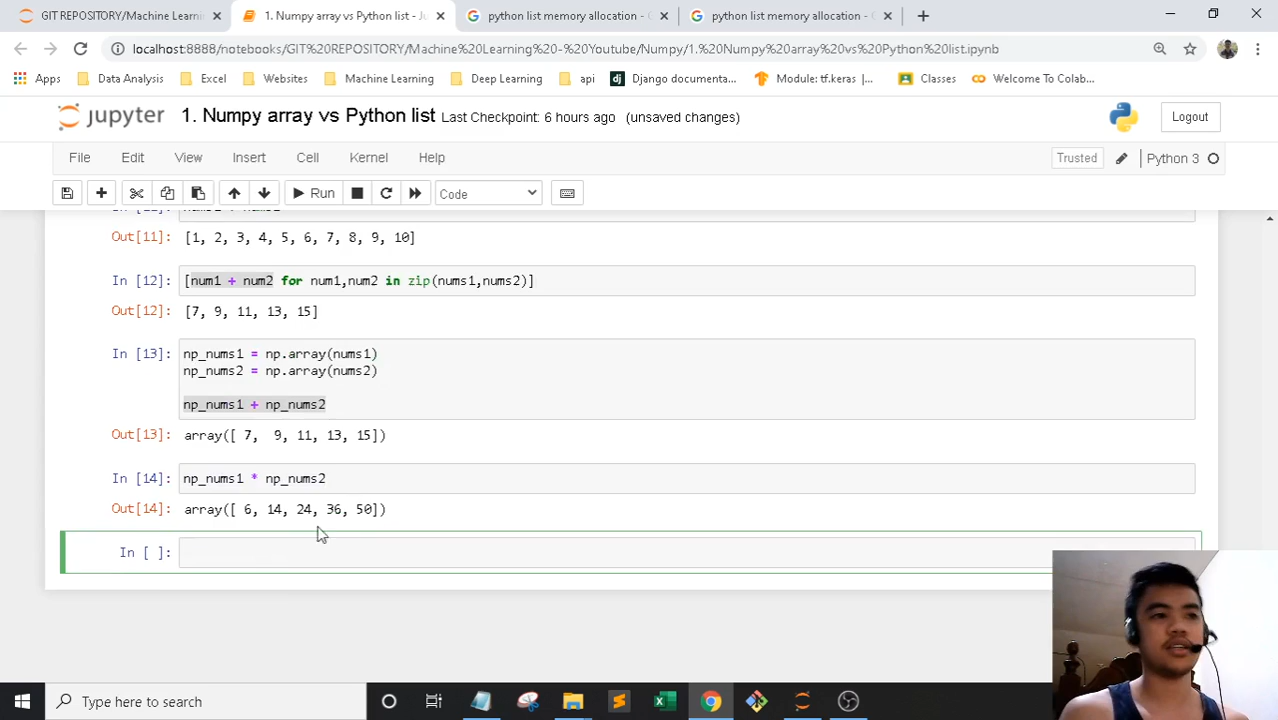 GIT REPOSITORY/Machine Learni
1. Numpy array vs Python list - Ju
python list memory allocation - G
python list memory allocation - G
localhost:8888/notebooks/GIT%20REPOSITORY/Machine%20Learning%20-%20Youtube/Numpy/1.%20Numpy%20array%20vs%20Python%20list.ipynb
Apps Data Analysis Excel Websites Machine Learning Deep Learning api Django documenta... Module: tf.keras |... Classes Welcome To Colab...
jupyter 1. Numpy array vs Python list Last Checkpoint: 6 hours ago (unsaved changes) Logout
File Edit View Insert Cell Kernel Help Trusted Python 3
Run Code
Out[11]: [1, 2, 3, 4, 5, 6, 7, 8, 9, 10]
In [12]: [num1 + num2 for num1,num2 in zip(nums1,nums2)]
Out[12]: [7, 9, 11, 13, 15]
In [13]: np_nums1 = np.array(nums1)
np_nums2 = np.array(nums2)
np_nums1 + np_nums2
Out[13]: array([ 7,  9, 11, 13, 15])
In [14]: np_nums1 * np_nums2
Out[14]: array([ 6, 14, 24, 36, 50])
In [ ]:
Type here to search